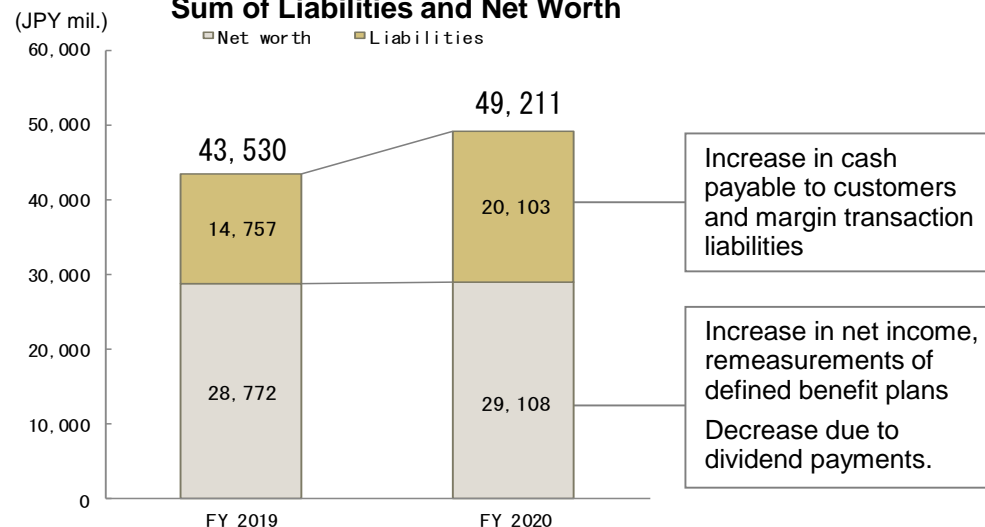 Sum of Liabilities and Net Worth
(JPY mil.)
Net worth Liabilities
60,000
50,000
40,000
30,000
20,000
10,000
0
43,530
49,211
14,757
20,103
28,772
29,108
FY 2019
FY 2020
Increase in cash
payable to customers
and margin transaction
liabilities
Increase in net income,
remeasurements of
defined benefit plans
Decrease due to
dividend payments.